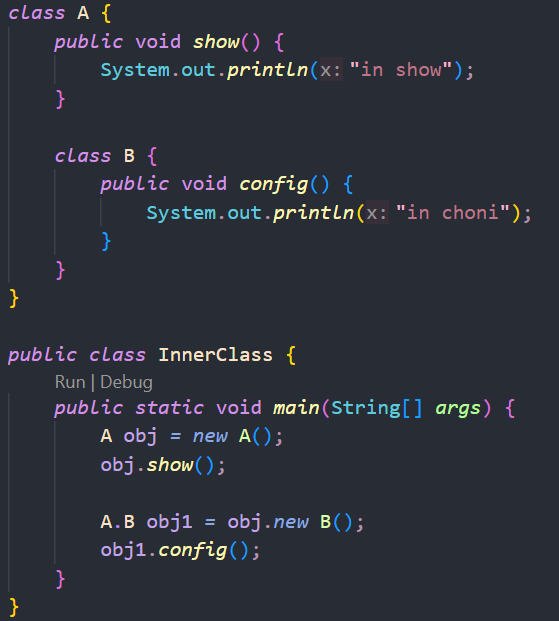 class A {
    public void show() {
        System.out.println(x: "in show");
    }

    class B {
        public void config() {
            System.out.println(x: "in choni");
        }
    }
}

public class InnerClass {
    Run | Debug
    public static void main(String[] args) {
        A obj = new A();
        obj.show();

        A.B obj1 = obj.new B();
        obj1.config();
    }
}